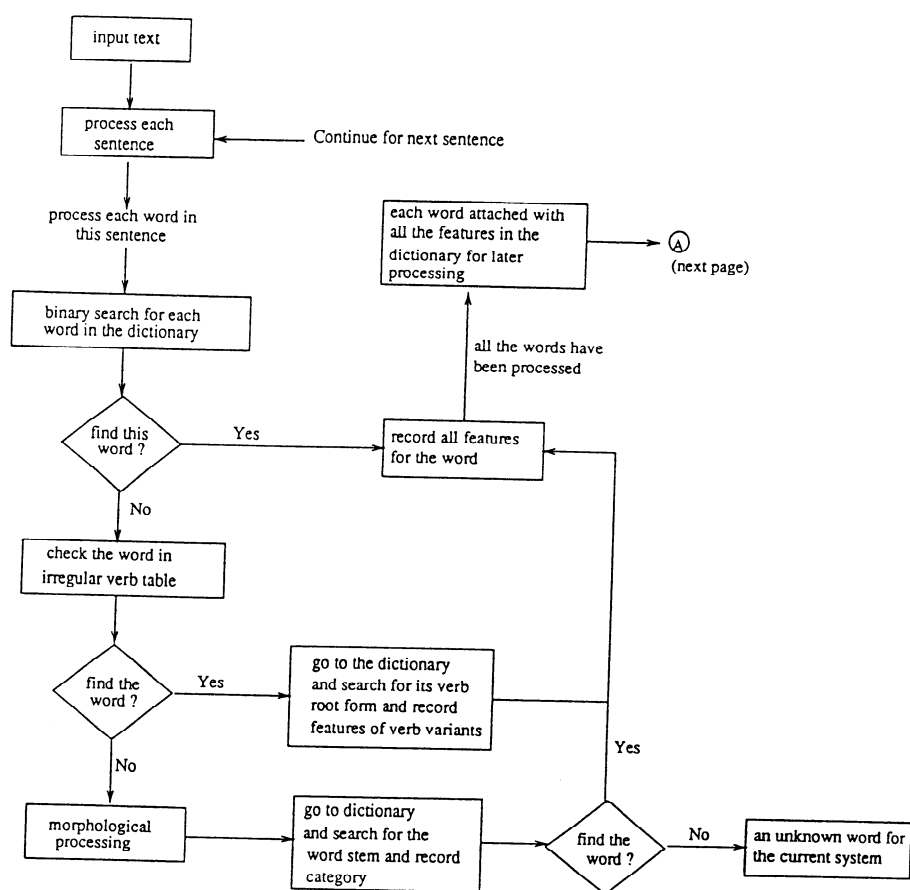 input text
process each
sentence
Continue for next sentence
process each word in
this sentence
each word attached with
all the features in the
dictionary for later
processing
A
(next page)
binary search for each
word in the dictionary
all the words have
been processed
find this
word ?
Yes
record all features
for the word
No
check the word in
irregular verb table
find the
word ?
Yes
go to the dictionary
and search for its verb
root form and record
features of verb variants
Yes
No
morphological
processing
go to dictionary
and search for the
word stem and record
category
find the
word ?
No
an unknown word for
the current system